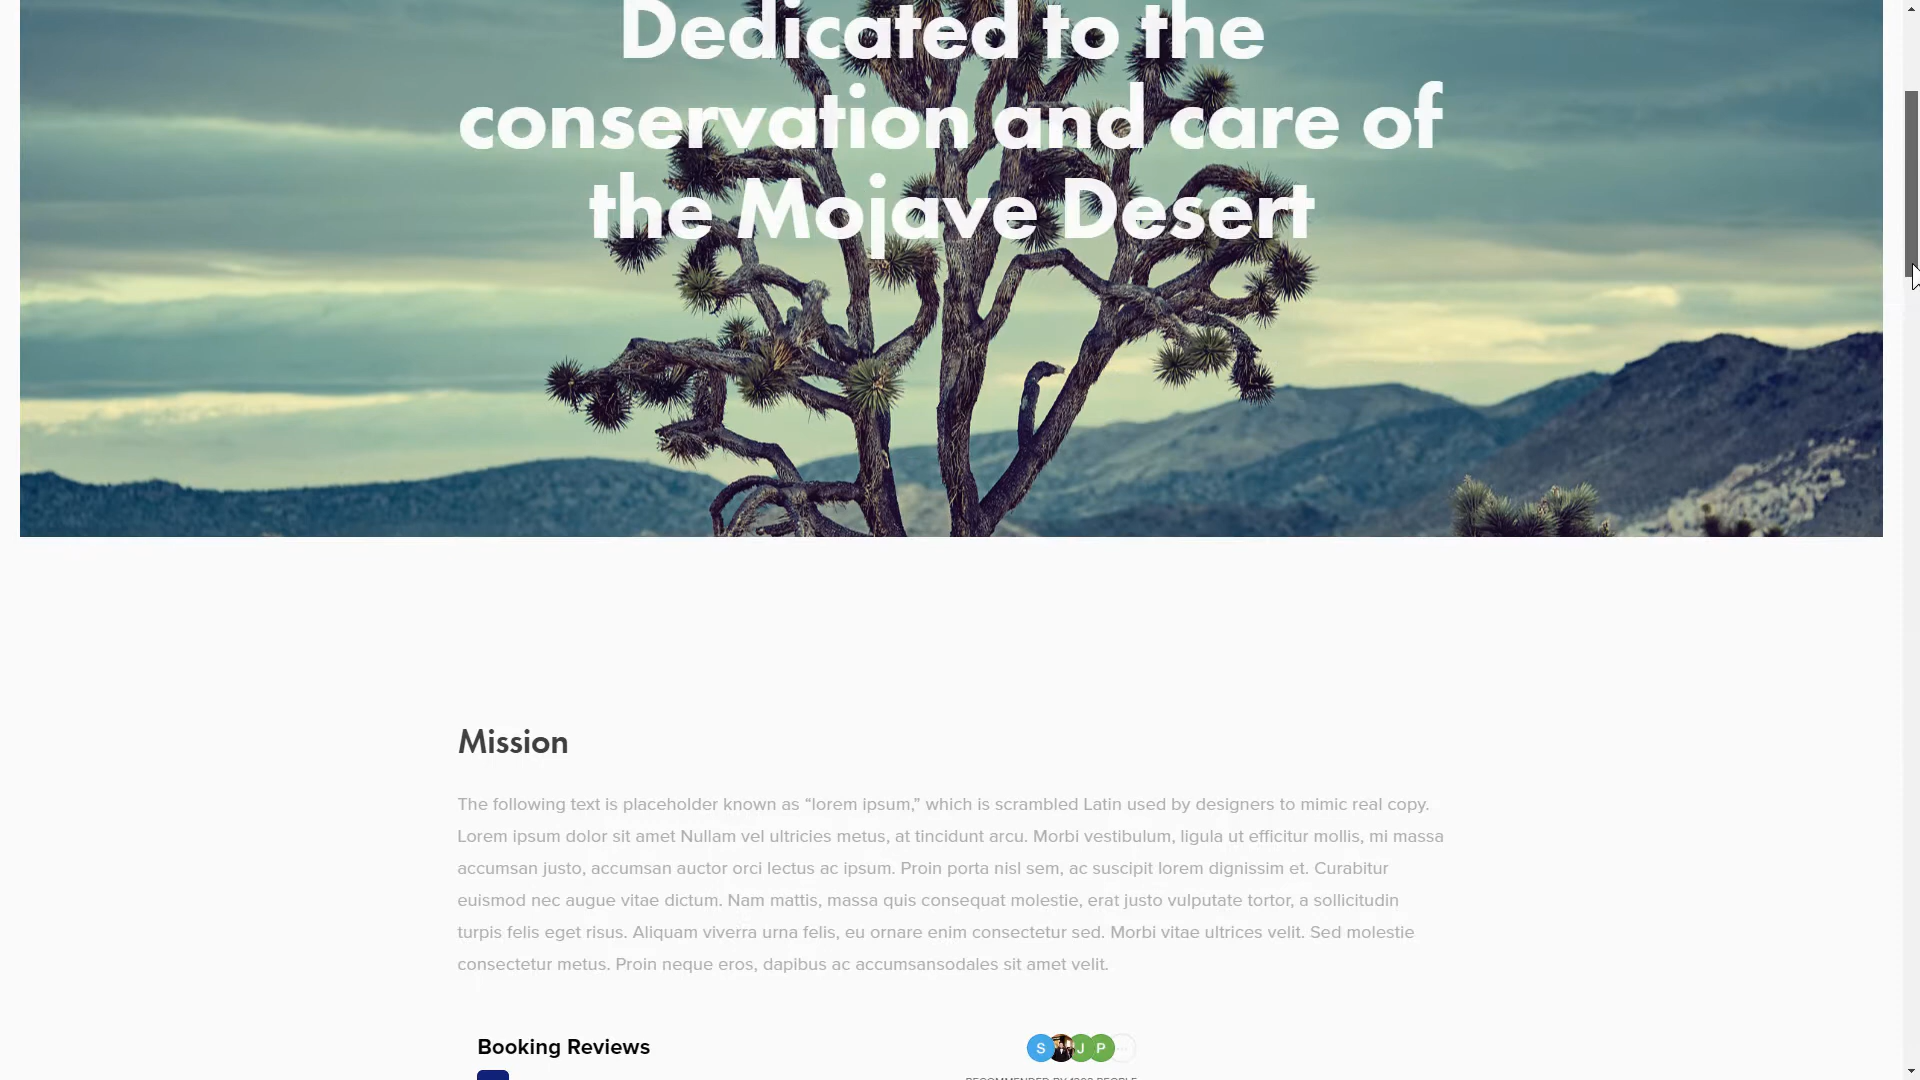 Dedicated to the
conservation and care of
the Mojave Desert
Mission
The following text is placeholder known as “lorem ipsum,” which is scrambled Latin used by designers to mimic real copy.
Lorem ipsum dolor sit amet Nullam vel ultricies metus, at tincidunt arcu. Morbi vestibulum, ligula ut efficitur mollis, mi massa
accumsan justo, accumsan auctor orci lectus ac ipsum. Proin porta nisl sem, ac suscipit lorem dignissim et. Curabitur
euismod nec augue vitae dictum. Nam mattis, massa quis consequat molestie, erat justo vulputate tortor, a sollicitudin
turpis felis eget risus. Aliquam viverra urna felis, eu ornare enim consectetur sed. Morbi vitae ultrices velit. Sed molestie
consectetur metus. Proin neque eros, dapibus ac accumsansodales sit amet velit.
Booking Reviews
S J P